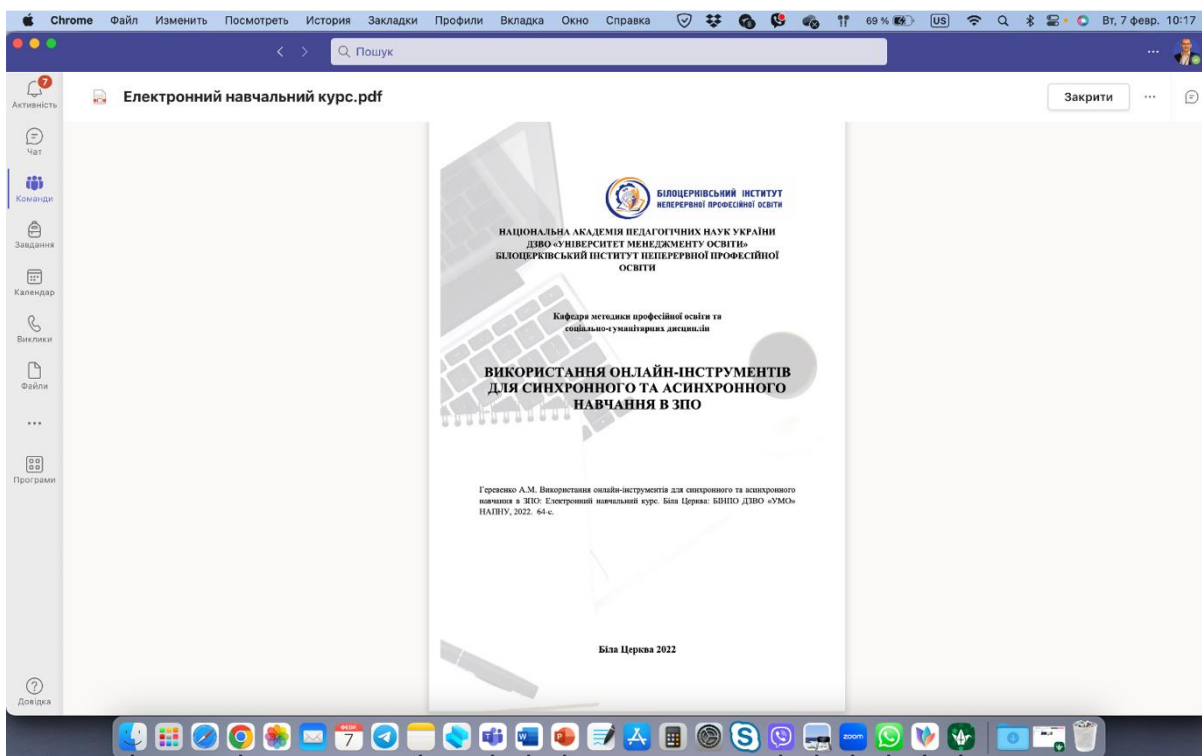 Chrome Файл Изменить Посмотреть История Закладки Профили Вкладка Окно Справка 69 % US Вт, 7 февр. 10:17
Пошук
7
Активність
Електронний навчальний курс.pdf
Закрити
Чат
Команди
Завдання
Календар
Виклики
Файли
Програми
Довідка
БІЛОЦЕРКІВСЬКИЙ ІНСТИТУТ
НЕПЕРЕРВНОЇ ПРОФЕСІЙНОЇ ОСВІТИ
НАЦІОНАЛЬНА АКАДЕМІЯ ПЕДАГОГІЧНИХ НАУК УКРАЇНИ
ДЗВО «УНІВЕРСИТЕТ МЕНЕДЖМЕНТУ ОСВІТИ»
БІЛОЦЕРКІВСЬКИЙ ІНСТИТУТ НЕПЕРЕРВНОЇ ПРОФЕСІЙНОЇ
ОСВІТИ
Кафедра методики професійної освіти та
соціально-гуманітарних дисциплін
ВИКОРИСТАННЯ ОНЛАЙН-ІНСТРУМЕНТІВ
ДЛЯ СИНХРОННОГО ТА АСИНХРОННОГО
НАВЧАННЯ В ЗПО
Геревенко А.М. Використання онлайн-інструментів для синхронного та асинхронного
навчання в ЗПО: Електронний навчальний курс. Біла Церква: БІНПО ДЗВО «УМО»
НАПНУ, 2022. 64 с.
Біла Церква 2022
7
zoom